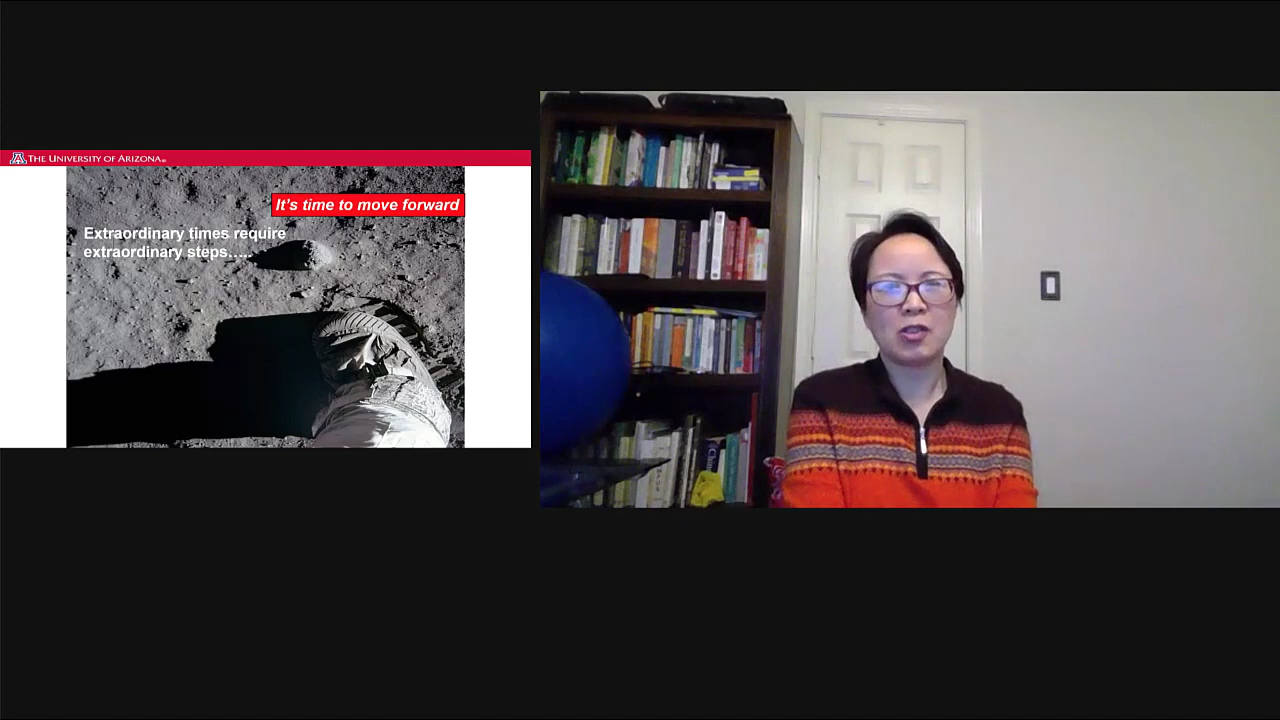 THE UNIVERSITY OF ARIZONA®
It's time to move forward
Extraordinary times require
extraordinary steps…..